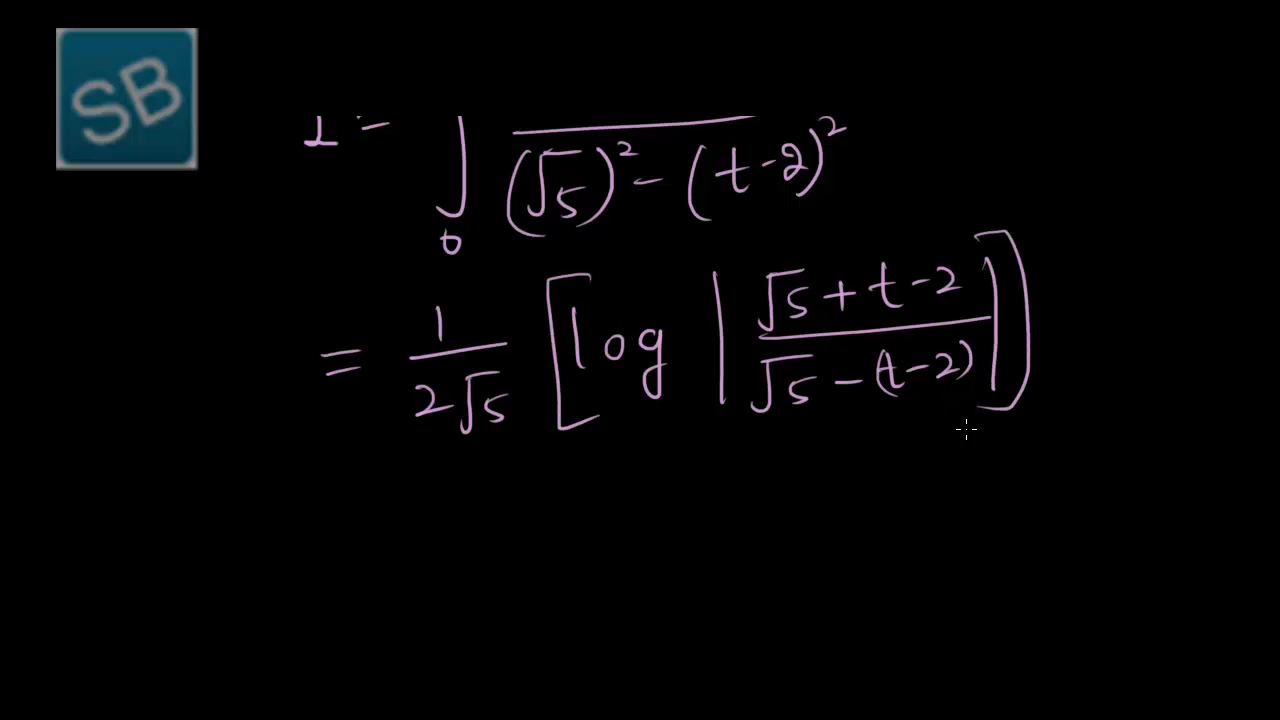 SB
I = ∫₀ ‾‾‾ / (√5)² - (t-2)²
= 1/(2√5) [log | (√5 + t - 2)/(√5 - (t-2)) |]